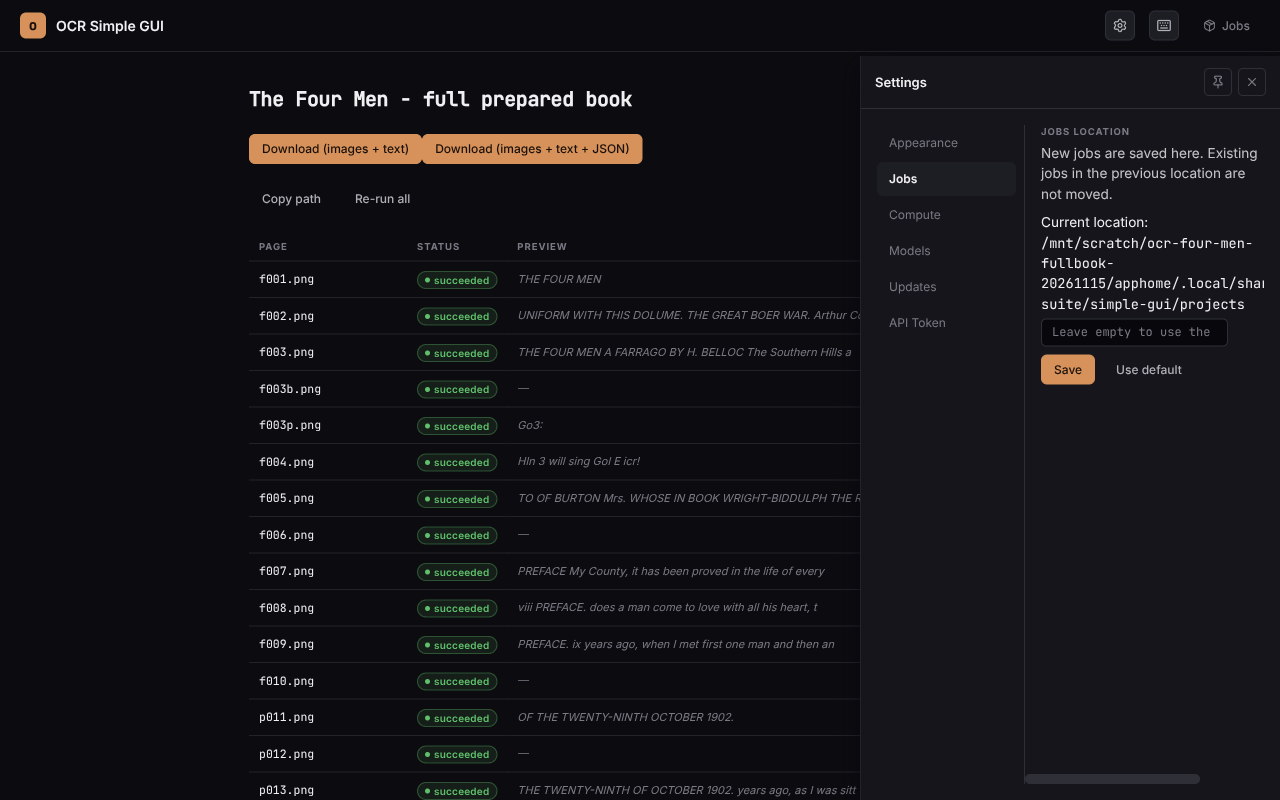 O OCR Simple GUI
Jobs
The Four Men - full prepared book
Download (images + text) Download (images + text + JSON)
Copy path Re-run all
PAGE STATUS PREVIEW
f001.png succeeded THE FOUR MEN
f002.png succeeded UNIFORM WITH THIS DOLUME. THE GREAT BOER WAR. Arthur
f003.png succeeded THE FOUR MEN A FARRAGO BY H. BELLOC The Southern Hills a
f003b.png succeeded —
f003p.png succeeded Go3:
f004.png succeeded Hln 3 will sing Gol E icr!
f005.png succeeded TO OF BURTON Mrs. WHOSE IN BOOK WRIGHT-BIDDULPH THE
f006.png succeeded —
f007.png succeeded PREFACE My County, it has been proved in the life of every
f008.png succeeded viii PREFACE. does a man come to love with all his heart, t
f009.png succeeded PREFACE. ix years ago, when I met first one man and then an
f010.png succeeded —
p011.png succeeded OF THE TWENTY-NINTH OCTOBER 1902.
p012.png succeeded —
p013.png succeeded THE TWENTY-NINTH OF OCTOBER 1902. years ago, as I was sitt
Settings
Appearance
Jobs
Compute
Models
Updates
API Token
JOBS LOCATION
New jobs are saved here. Existing
jobs in the previous location are
not moved.
Current location:
/mnt/scratch/ocr-four-men-
fullbook-
20261115/apphome/.local/shar
suite/simple-gui/projects
Leave empty to use the
Save Use default